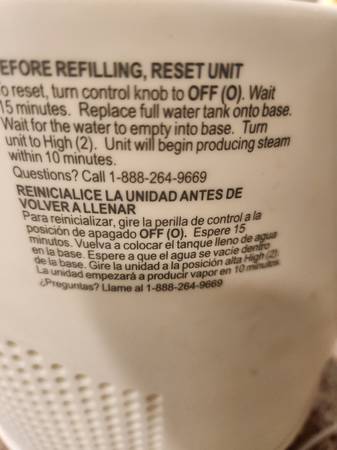 EFORE REFILLING, RESET UNIT
o reset, turn control knob to OFF (O). Wait
15 minutes. Replace full water tank onto base.
Wait for the water to empty into base. Turn
unit to High (2). Unit will begin producing steam
within 10 minutes.
Questions? Call 1-888-264-9669
REINICIALICE LA UNIDAD ANTES DE
VOLVER A LLENAR
Para reinicializar, gire la perilla de control a la
posición de apagado OFF (O). Espere 15
minutos. Vuelva a colocar el tanque lleno de agua
en la base. Espere a que el agua se vacíe dentro
de la base. Gire la unidad a la posición alta High (2).
La unidad empezará a producir vapor en 10 minutos.
¿Preguntas? Llame al 1-888-264-9669